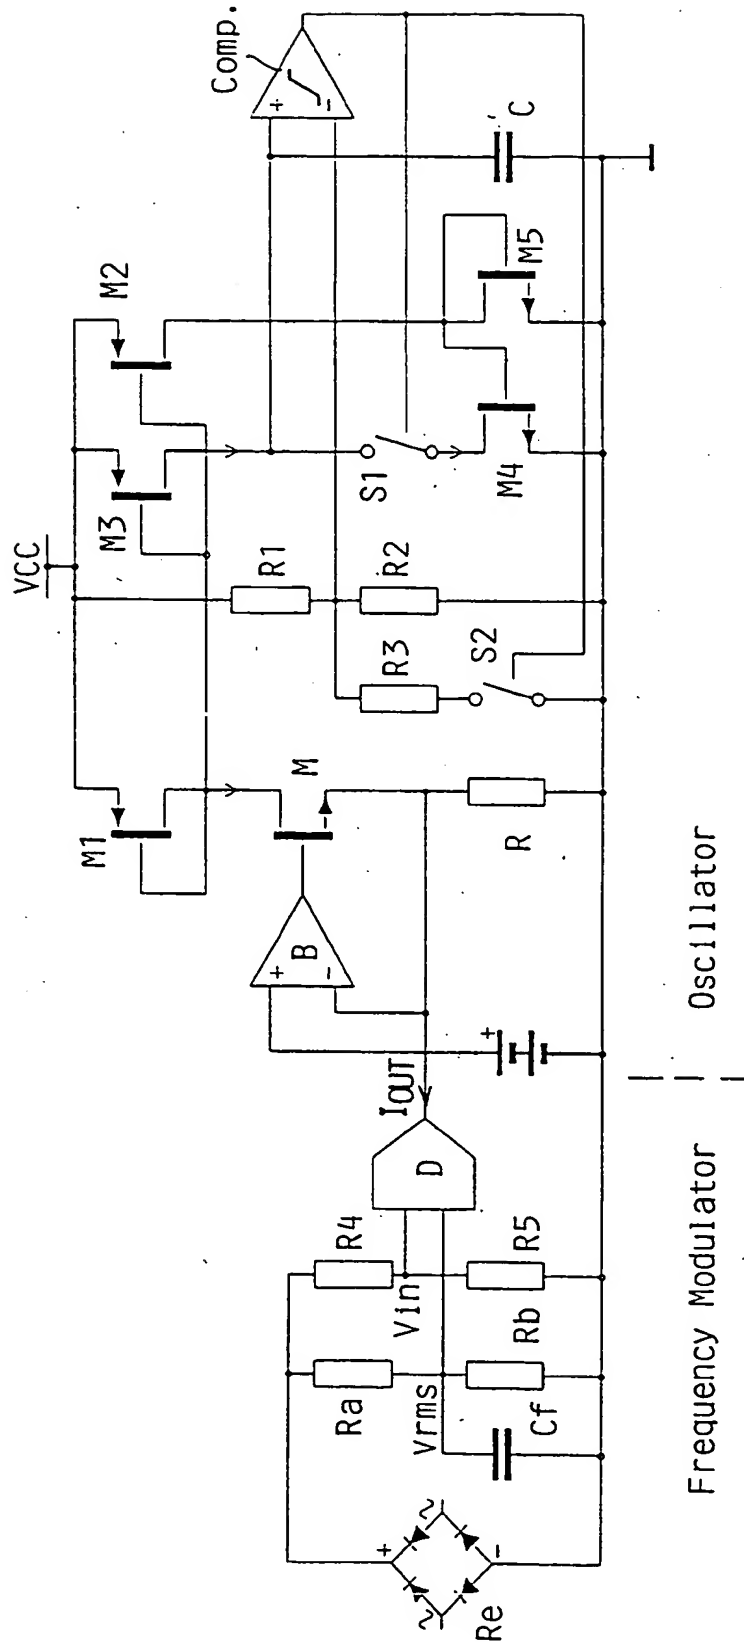 Comp.
+
−
C
M2
M5
M3
S1
M4
VCC
R1
R2
R3
S2
M1
M
R
B
+
−
+
IOUT
D
R4
Vin
R5
Ra
Vrms
Rb
Cf
+
−
~
~
Re
Frequency Modulator
Oscillator